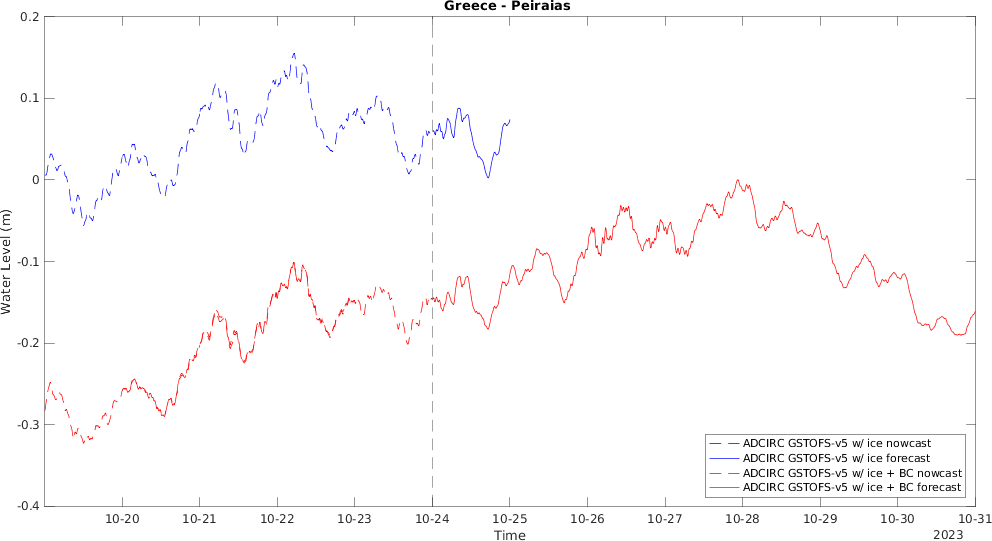 Greece - Peiraias
Water Level (m)
0.2
0.1
0
-0.1
-0.2
-0.3
-0.4
10-20
10-21
10-22
10-23
10-24
10-25
10-26
10-27
10-28
10-29
10-30
10-31
Time
2023
ADCIRC GSTOFS-v5 w/ ice nowcast
ADCIRC GSTOFS-v5 w/ ice forecast
ADCIRC GSTOFS-v5 w/ ice + BC nowcast
ADCIRC GSTOFS-v5 w/ ice + BC forecast